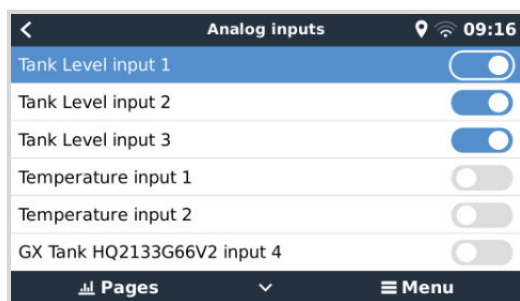 Analog inputs 09:16
Tank Level input 1
Tank Level input 2
Tank Level input 3
Temperature input 1
Temperature input 2
GX Tank HQ2133G66V2 input 4
Pages Menu